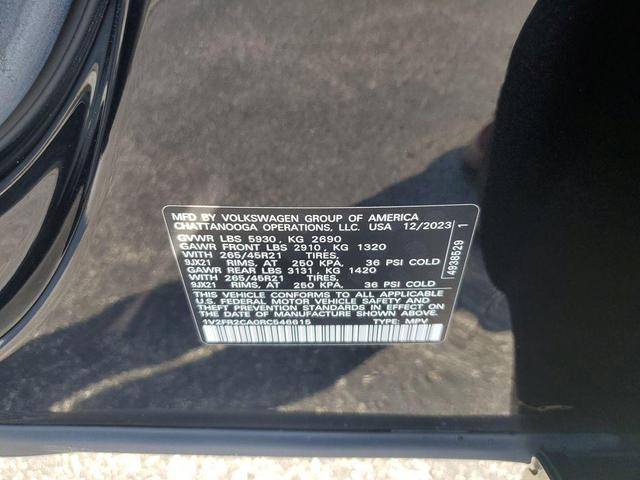 MFD BY VOLKSWAGEN GROUP OF AMERICA
CHATTANOOGA OPERATIONS, LLC. USA 12/2023
GVWR LBS 5930, KG 2690
GAWR FRONT LBS 2910, KG 1320
WITH 265/45R21 TIRES,
9JX21 RIMS, AT 250 KPA, 36 PSI COLD
GAWR REAR LBS 3131, KG 1420
WITH 265/45R21 TIRES,
9JX21 RIMS, AT 250 KPA, 36 PSI COLD
THIS VEHICLE CONFORMS TO ALL APPLICABLE
U.S. FEDERAL MOTOR VEHICLE SAFETY AND
THEFT PREVENTION STANDARDS IN EFFECT ON
THE DATE OF MANUFACTURE SHOWN ABOVE.
1V2FR2CA0RC546615 TYPE: MPV
4938529 1